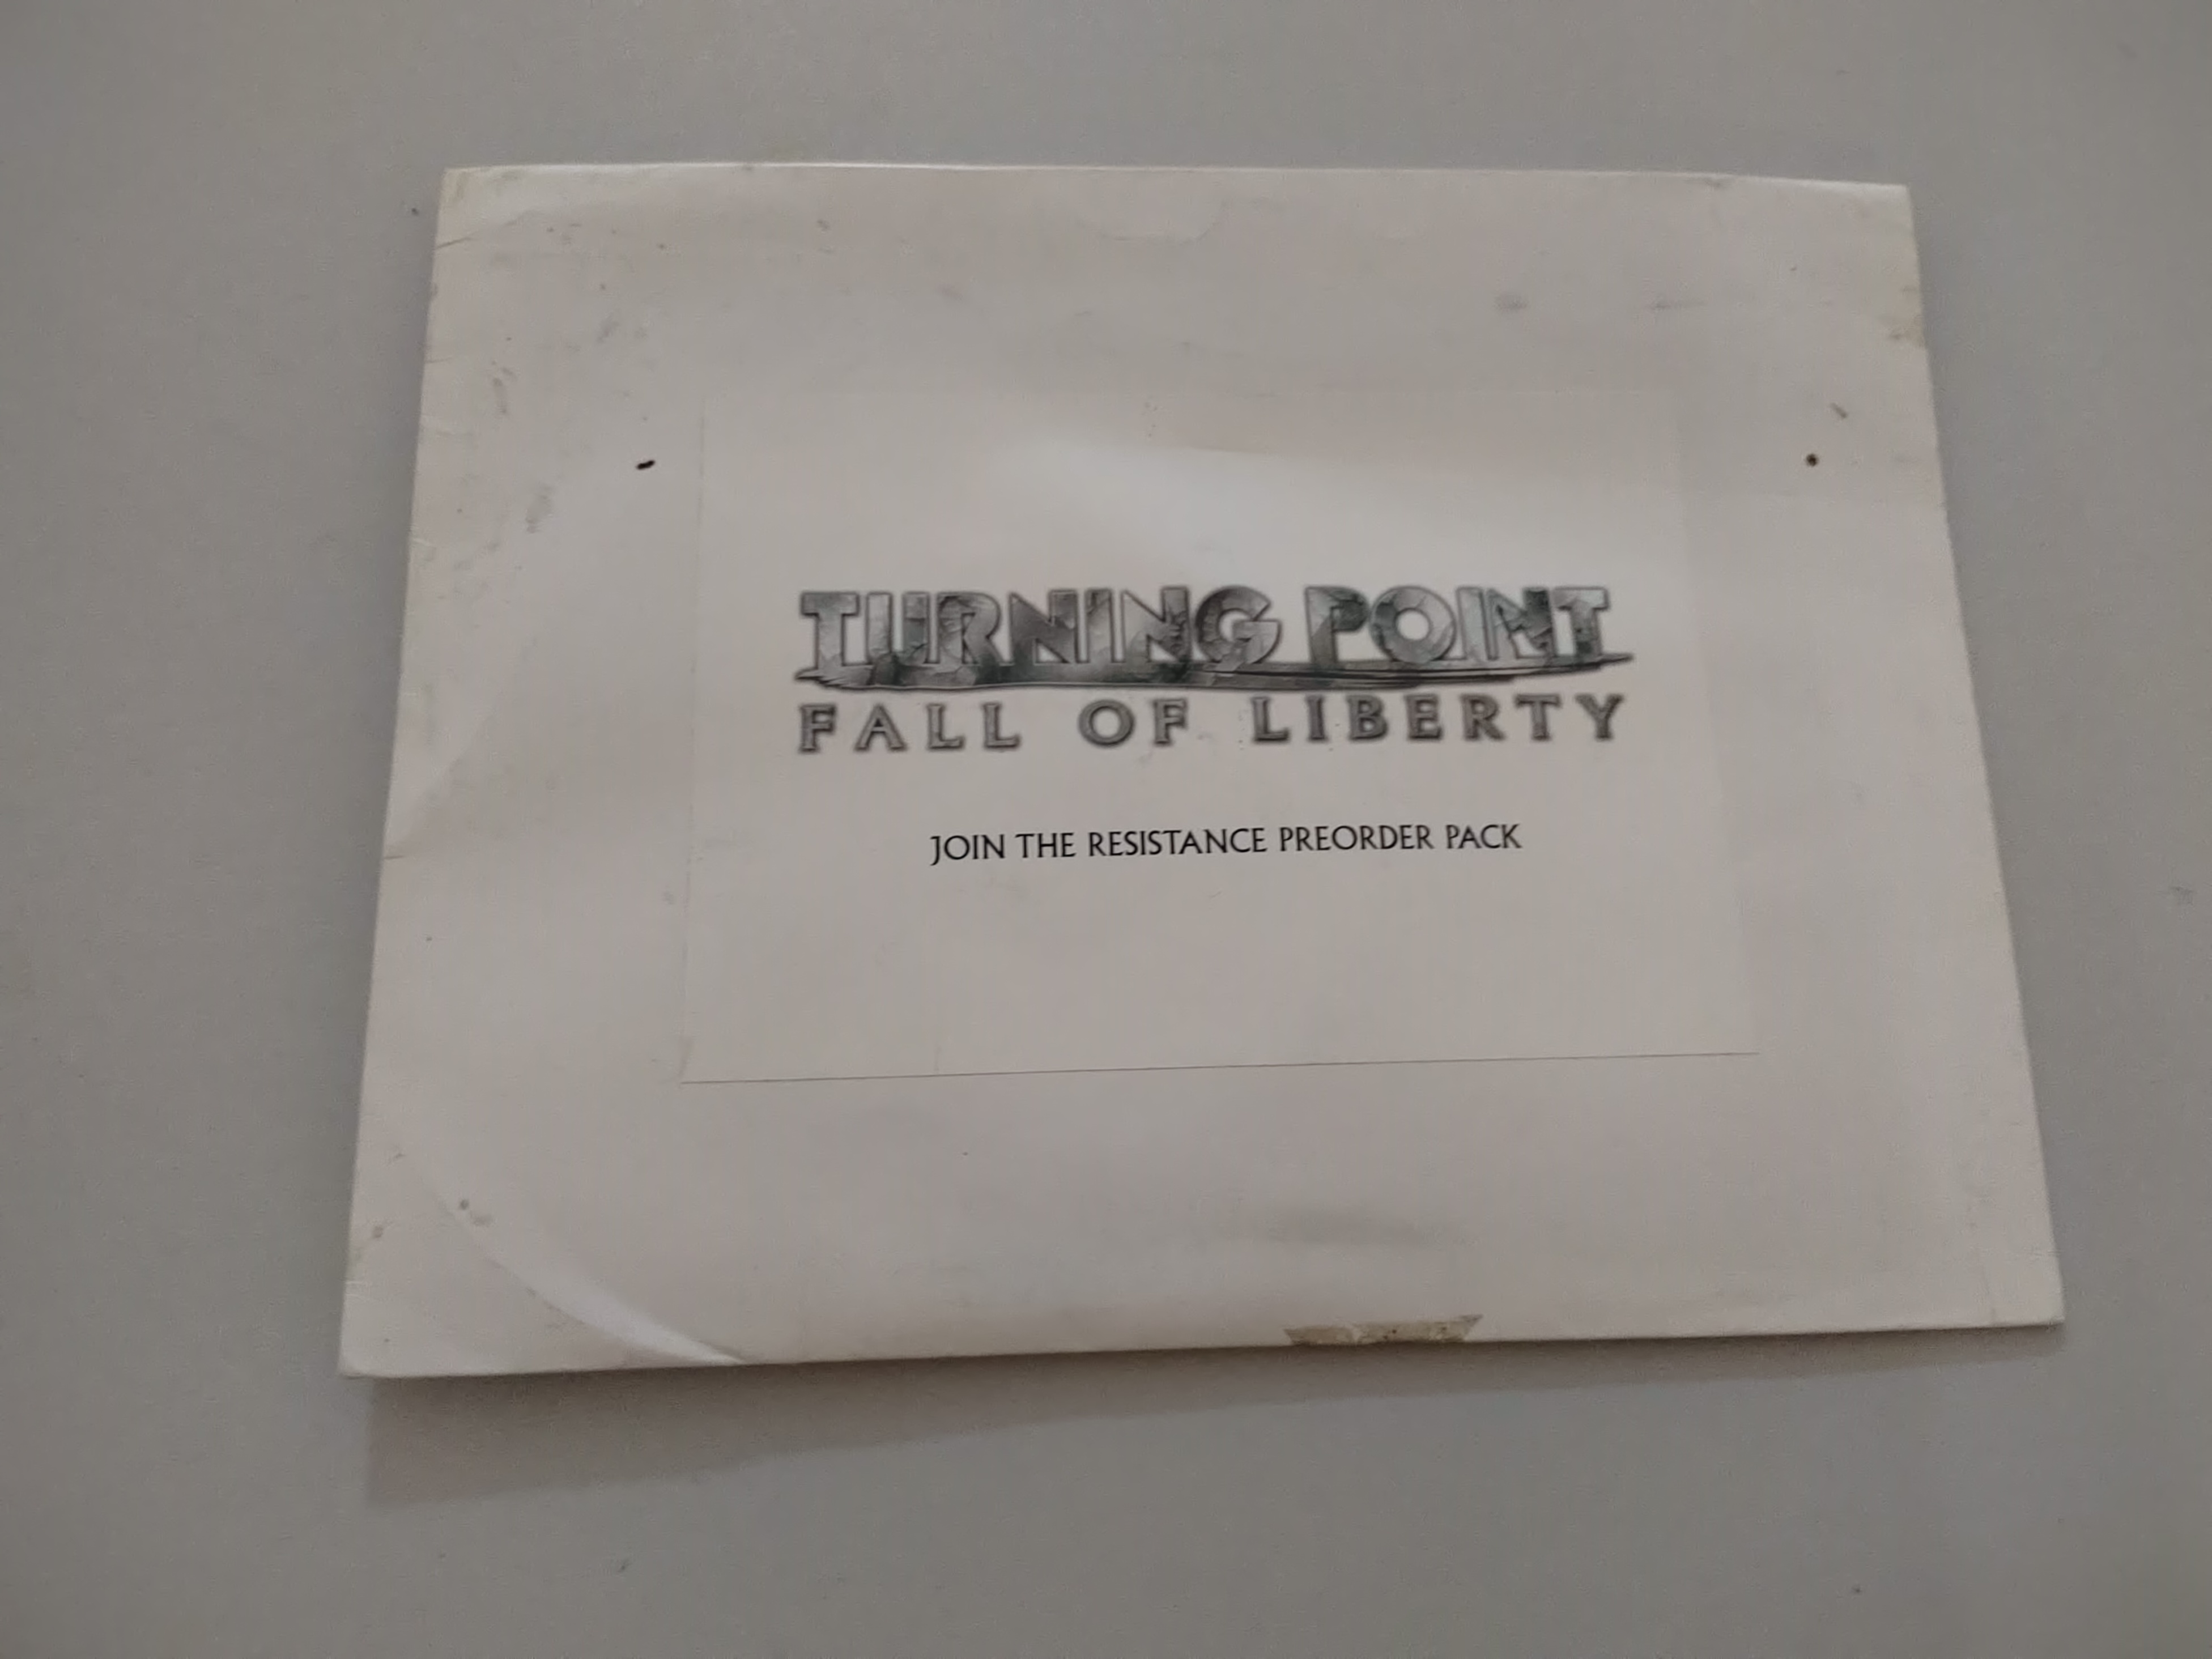 TURNING POINT
FALL OF LIBERTY
JOIN THE RESISTANCE PREORDER PACK